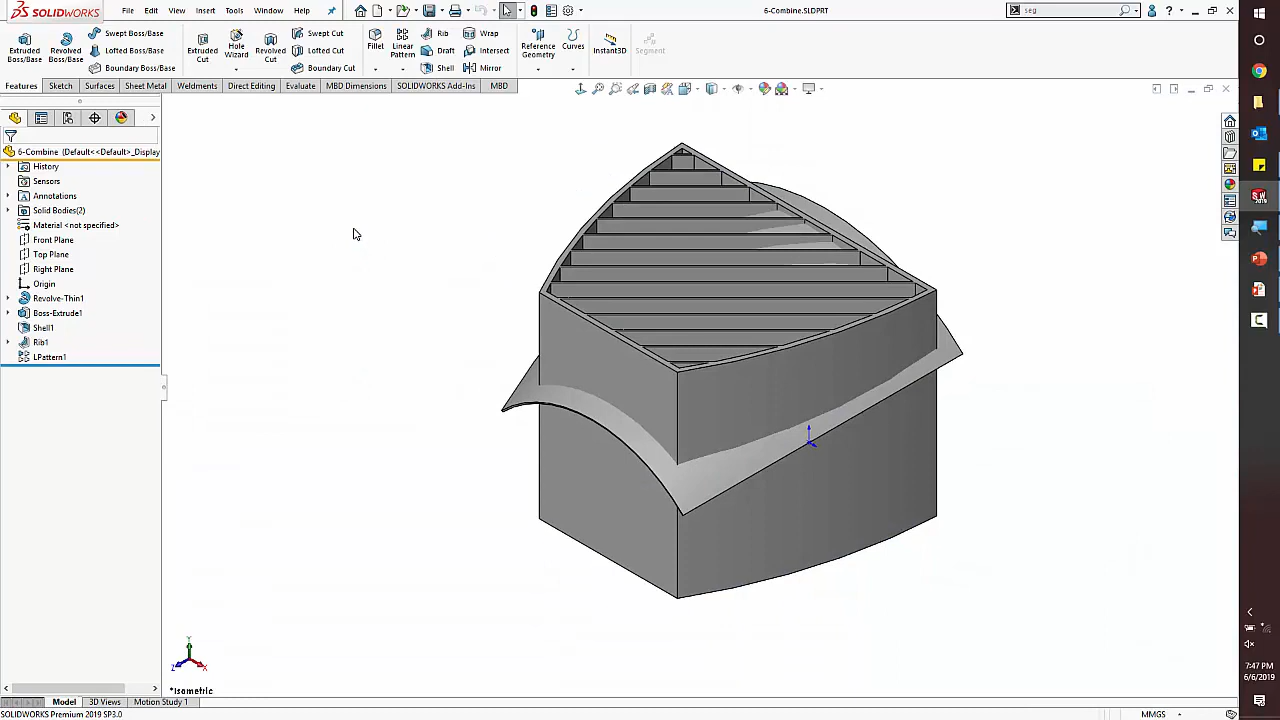 SOLIDWORKS File Edit View Insert Tools Window Help 6-Combine.SLDPRT seg ?
Extruded Boss/Base
Revolved Boss/Base
Swept Boss/Base
Lofted Boss/Base
Boundary Boss/Base
Extruded Cut
Hole Wizard
Revolved Cut
Swept Cut
Lofted Cut
Boundary Cut
Fillet
Linear Pattern
Rib
Draft
Shell
Wrap
Intersect
Mirror
Reference Geometry
Curves
Instant3D
Segment
Features Sketch Surfaces Sheet Metal Weldments Direct Editing Evaluate MBD Dimensions SOLIDWORKS Add-Ins MBD
6-Combine (Default<<Default>_Display
History
Sensors
Annotations
Solid Bodies(2)
Material <not specified>
Front Plane
Top Plane
Right Plane
Origin
Revolve-Thin1
Boss-Extrude1
Shell1
Rib1
LPattern1
Y
Z
X
*Isometric
Model 3D Views Motion Study 1
SOLIDWORKS Premium 2019 SP3.0
MMGS
7:47 PM
6/6/2019